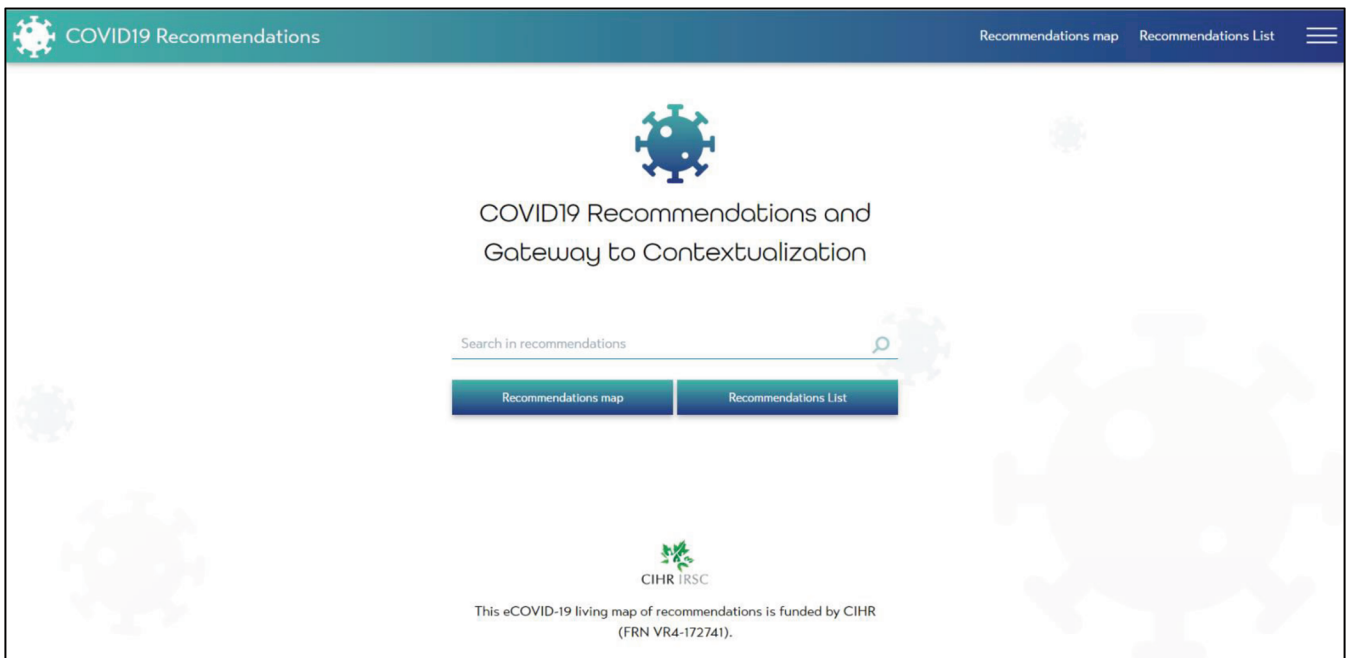 COVID19 Recommendations
Recommendations map
Recommendations List
COVID19 Recommendations and
Gateway to Contextualization
Search in recommendations
Recommendations map
Recommendations List
CIHR IRSC
This eCOVID-19 living map of recommendations is funded by CIHR
(FRN VR4-172741).